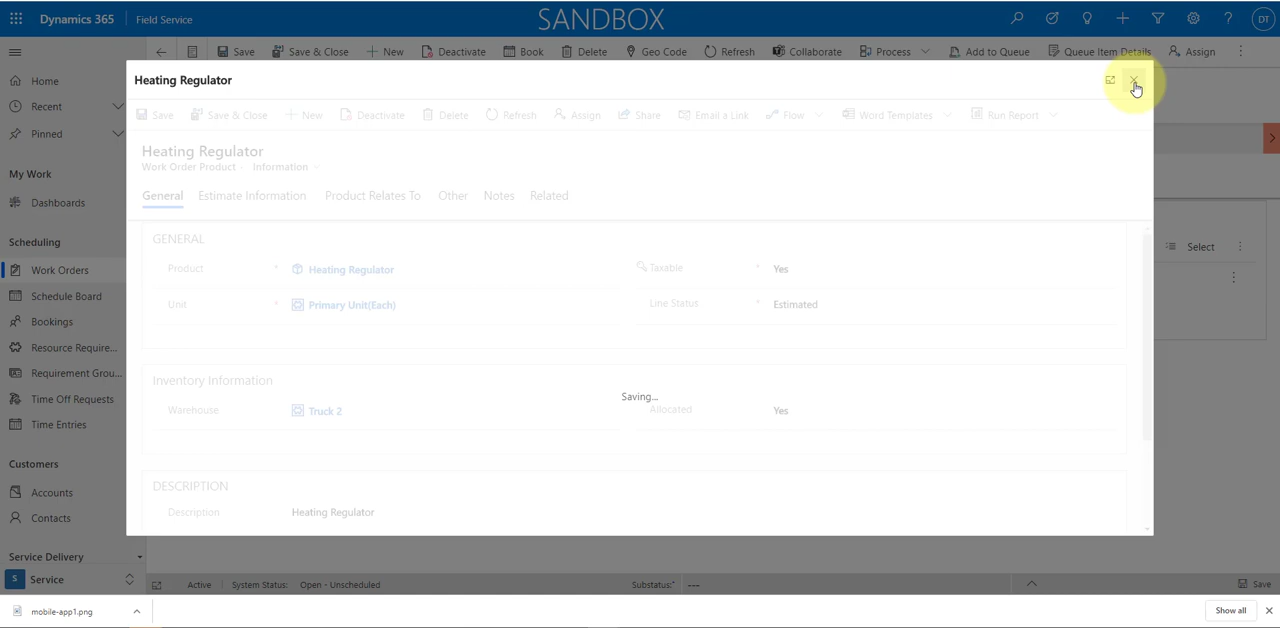 Dynamics 365 Field Service SANDBOX DT
Save Save & Close New Deactivate Book Delete Geo Code Refresh Collaborate Process Add to Queue Queue Item Details Assign
Home
Recent
Pinned
My Work
Dashboards
Scheduling
Work Orders
Schedule Board
Bookings
Resource Require...
Requirement Grou...
Time Off Requests
Time Entries
Customers
Accounts
Contacts
Service Delivery
S Service
Heating Regulator
Save Save & Close New Deactivate Delete Refresh Assign Share Email a Link Flow Word Templates Run Report
Heating Regulator
Work Order Product · Information
General Estimate Information Product Relates To Other Notes Related
GENERAL
Product * Heating Regulator Taxable * Yes
Unit * Primary Unit(Each) Line Status * Estimated
Inventory Information
Saving...
Warehouse Truck 2 Allocated Yes
DESCRIPTION
Description Heating Regulator
Select
Active System Status: Open - Unscheduled Substatus:* --- Save
mobile-app1.png Show all